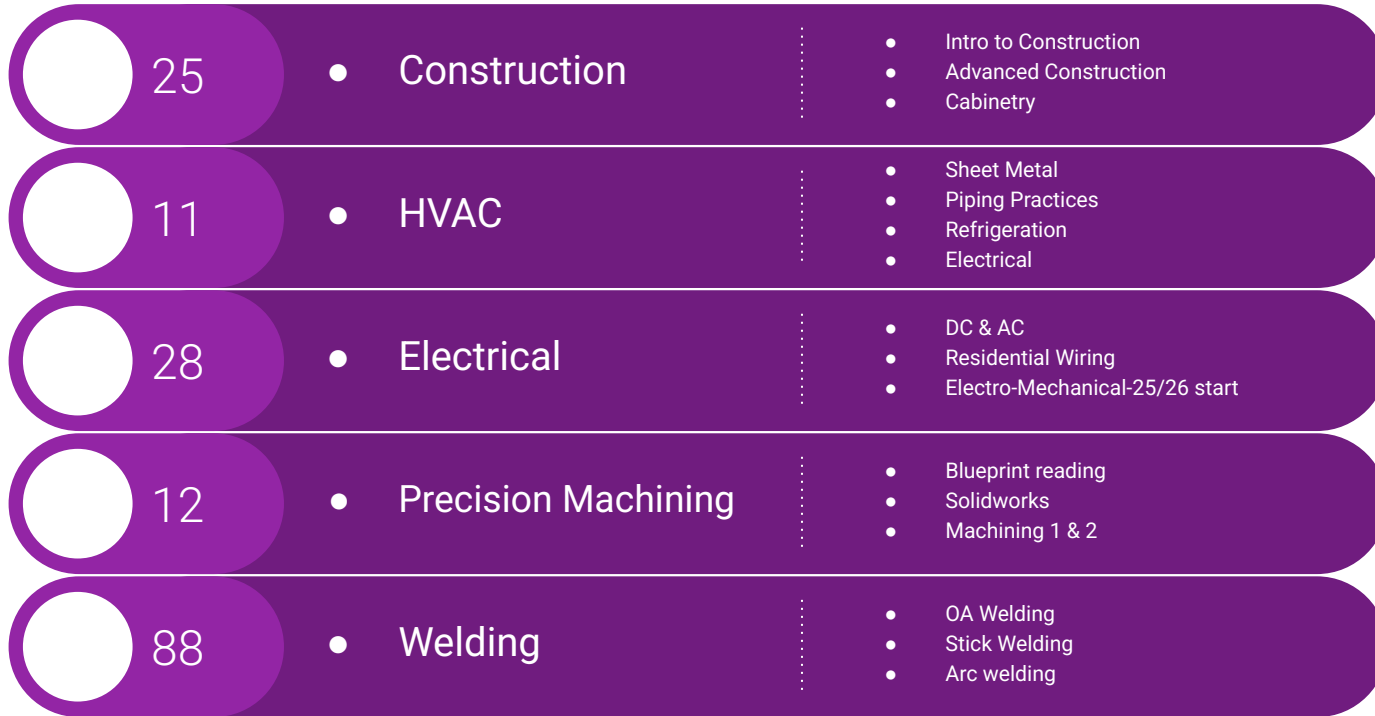 25
● Construction
● Intro to Construction
● Advanced Construction
● Cabinetry
11
● HVAC
● Sheet Metal
● Piping Practices
● Refrigeration
● Electrical
28
● Electrical
● DC & AC
● Residential Wiring
● Electro-Mechanical-25/26 start
12
● Precision Machining
● Blueprint reading
● Solidworks
● Machining 1 & 2
88
● Welding
● OA Welding
● Stick Welding
● Arc welding